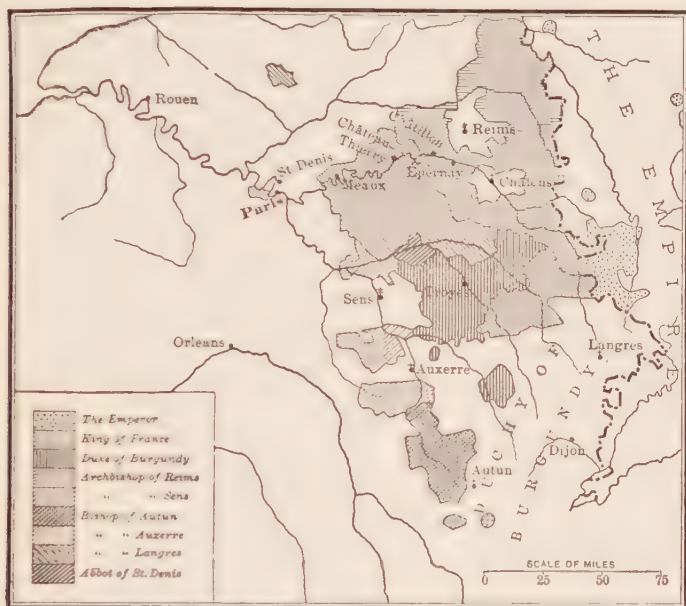 THE EMPIRE
Rouen
Reims
Châtillon
Château-
Thierry
St Denis
Meaux
Epernay
Châlons
Paris
Sens
Troyes
Orleans
Langres
Auxerre
DUCHY OF
BURGUNDY
Dijon
Autun
The Emperor
King of France
Duke of Burgundy
Archbishop of Reims
" " Sens
Bishop of Autun
" " Auxerre
" " Langres
Abbot of St. Denis
SCALE OF MILES
0 25 50 75